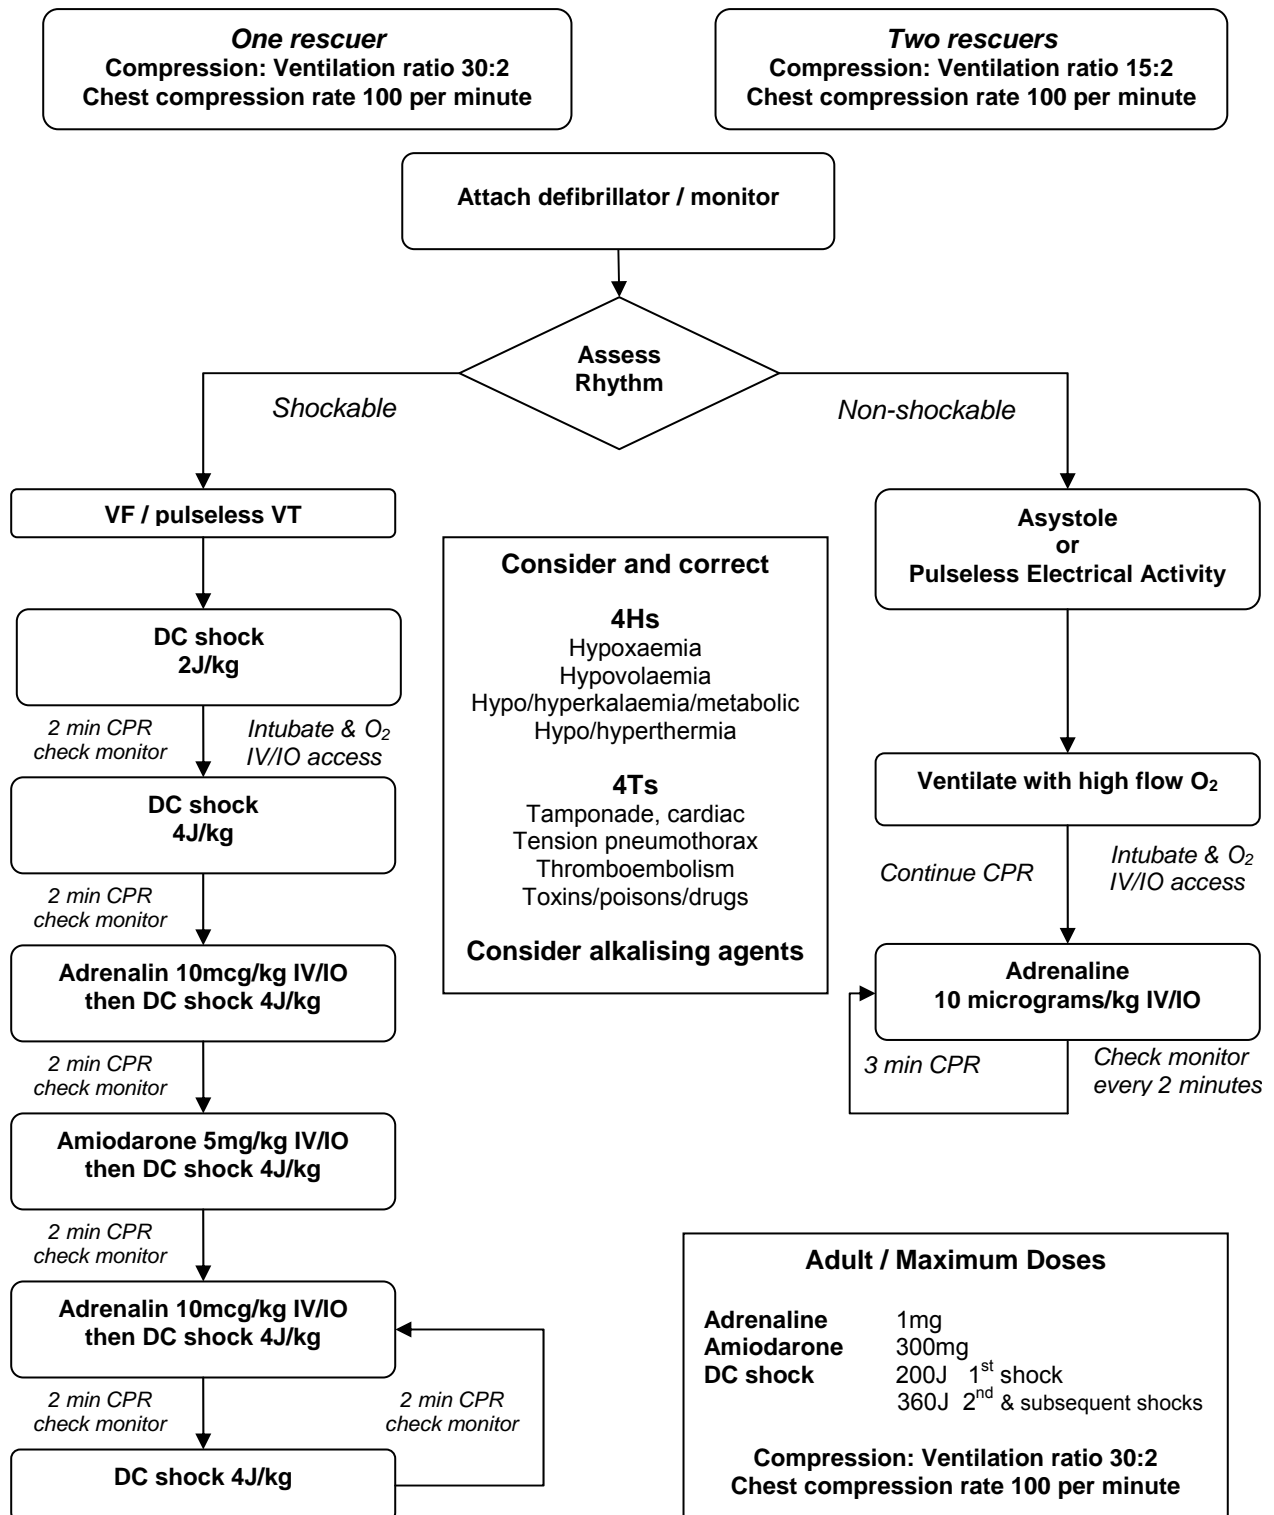 One rescuer
Compression: Ventilation ratio 30:2
Chest compression rate 100 per minute
Two rescuers
Compression: Ventilation ratio 15:2
Chest compression rate 100 per minute
Attach defibrillator / monitor
Assess
Rhythm
Shockable
Non-shockable
VF / pulseless VT
DC shock
2J/kg
2 min CPR
check monitor
Intubate & O2
IV/IO access
DC shock
4J/kg
2 min CPR
check monitor
Adrenalin 10mcg/kg IV/IO
then DC shock 4J/kg
2 min CPR
check monitor
Amiodarone 5mg/kg IV/IO
then DC shock 4J/kg
2 min CPR
check monitor
Adrenalin 10mcg/kg IV/IO
then DC shock 4J/kg
2 min CPR
check monitor
2 min CPR
check monitor
DC shock 4J/kg
Consider and correct
4Hs
Hypoxaemia
Hypovolaemia
Hypo/hyperkalaemia/metabolic
Hypo/hyperthermia
4Ts
Tamponade, cardiac
Tension pneumothorax
Thromboembolism
Toxins/poisons/drugs
Consider alkalising agents
Asystole
or
Pulseless Electrical Activity
Ventilate with high flow O2
Continue CPR
Intubate & O2
IV/IO access
Adrenaline
10 micrograms/kg IV/IO
3 min CPR
Check monitor
every 2 minutes
Adult / Maximum Doses
Adrenaline 1mg
Amiodarone 300mg
DC shock 200J 1st shock
360J 2nd & subsequent shocks
Compression: Ventilation ratio 30:2
Chest compression rate 100 per minute